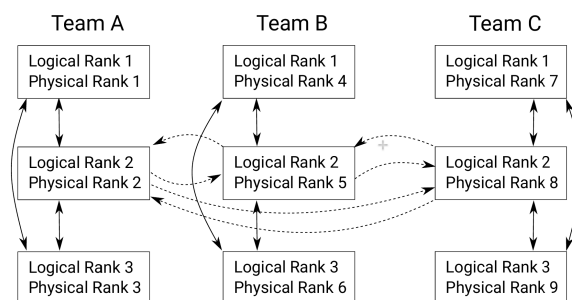 Team A
Team B
Team C
Logical Rank 1
Physical Rank 1
Logical Rank 1
Physical Rank 4
Logical Rank 1
Physical Rank 7
Logical Rank 2
Physical Rank 2
Logical Rank 2
Physical Rank 5
Logical Rank 2
Physical Rank 8
Logical Rank 3
Physical Rank 3
Logical Rank 3
Physical Rank 6
Logical Rank 3
Physical Rank 9